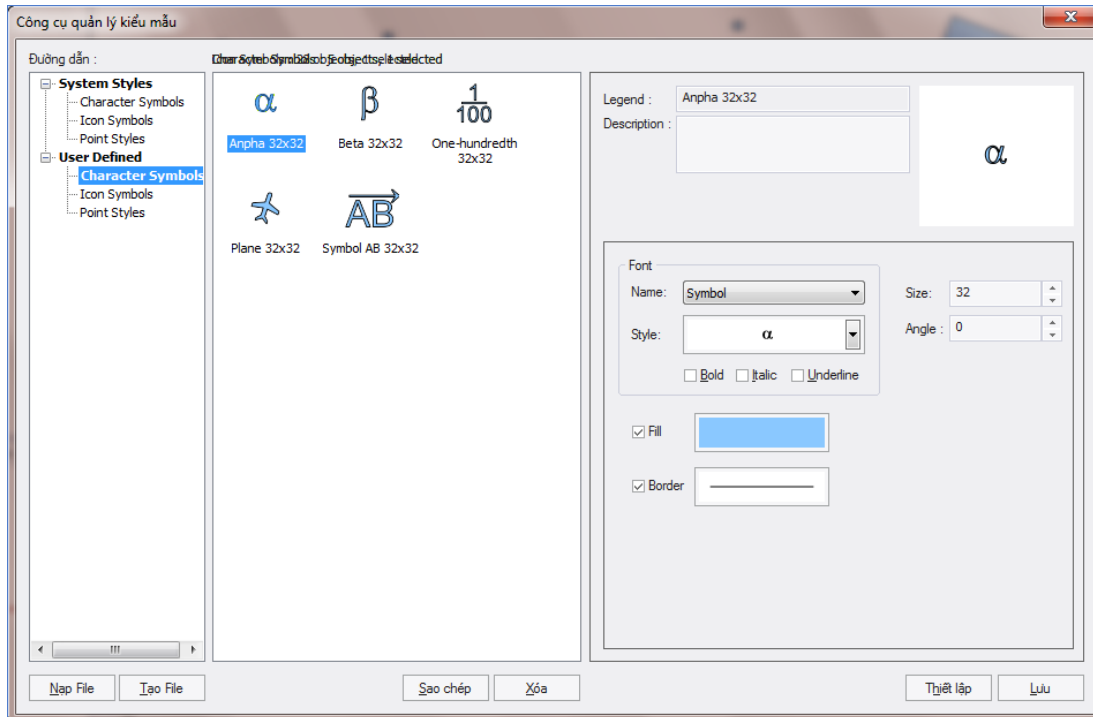 Công cụ quản lý kiểu mẫu
Đường dẫn :
System Styles
Character Symbols
Icon Symbols
Point Styles
User Defined
Character Symbols
Icon Symbols
Point Styles
α
β
1
100
Anpha 32x32
Beta 32x32
One-hundredth
32x32
AB
Plane 32x32
Symbol AB 32x32
Legend :
Anpha 32x32
Description :
α
Font
Name:
Symbol
Size:
32
Style:
α
Angle :
0
Bold
Italic
Underline
Fill
Border
Nạp File
Tạo File
Sao chép
Xóa
Thiết lập
Lưu